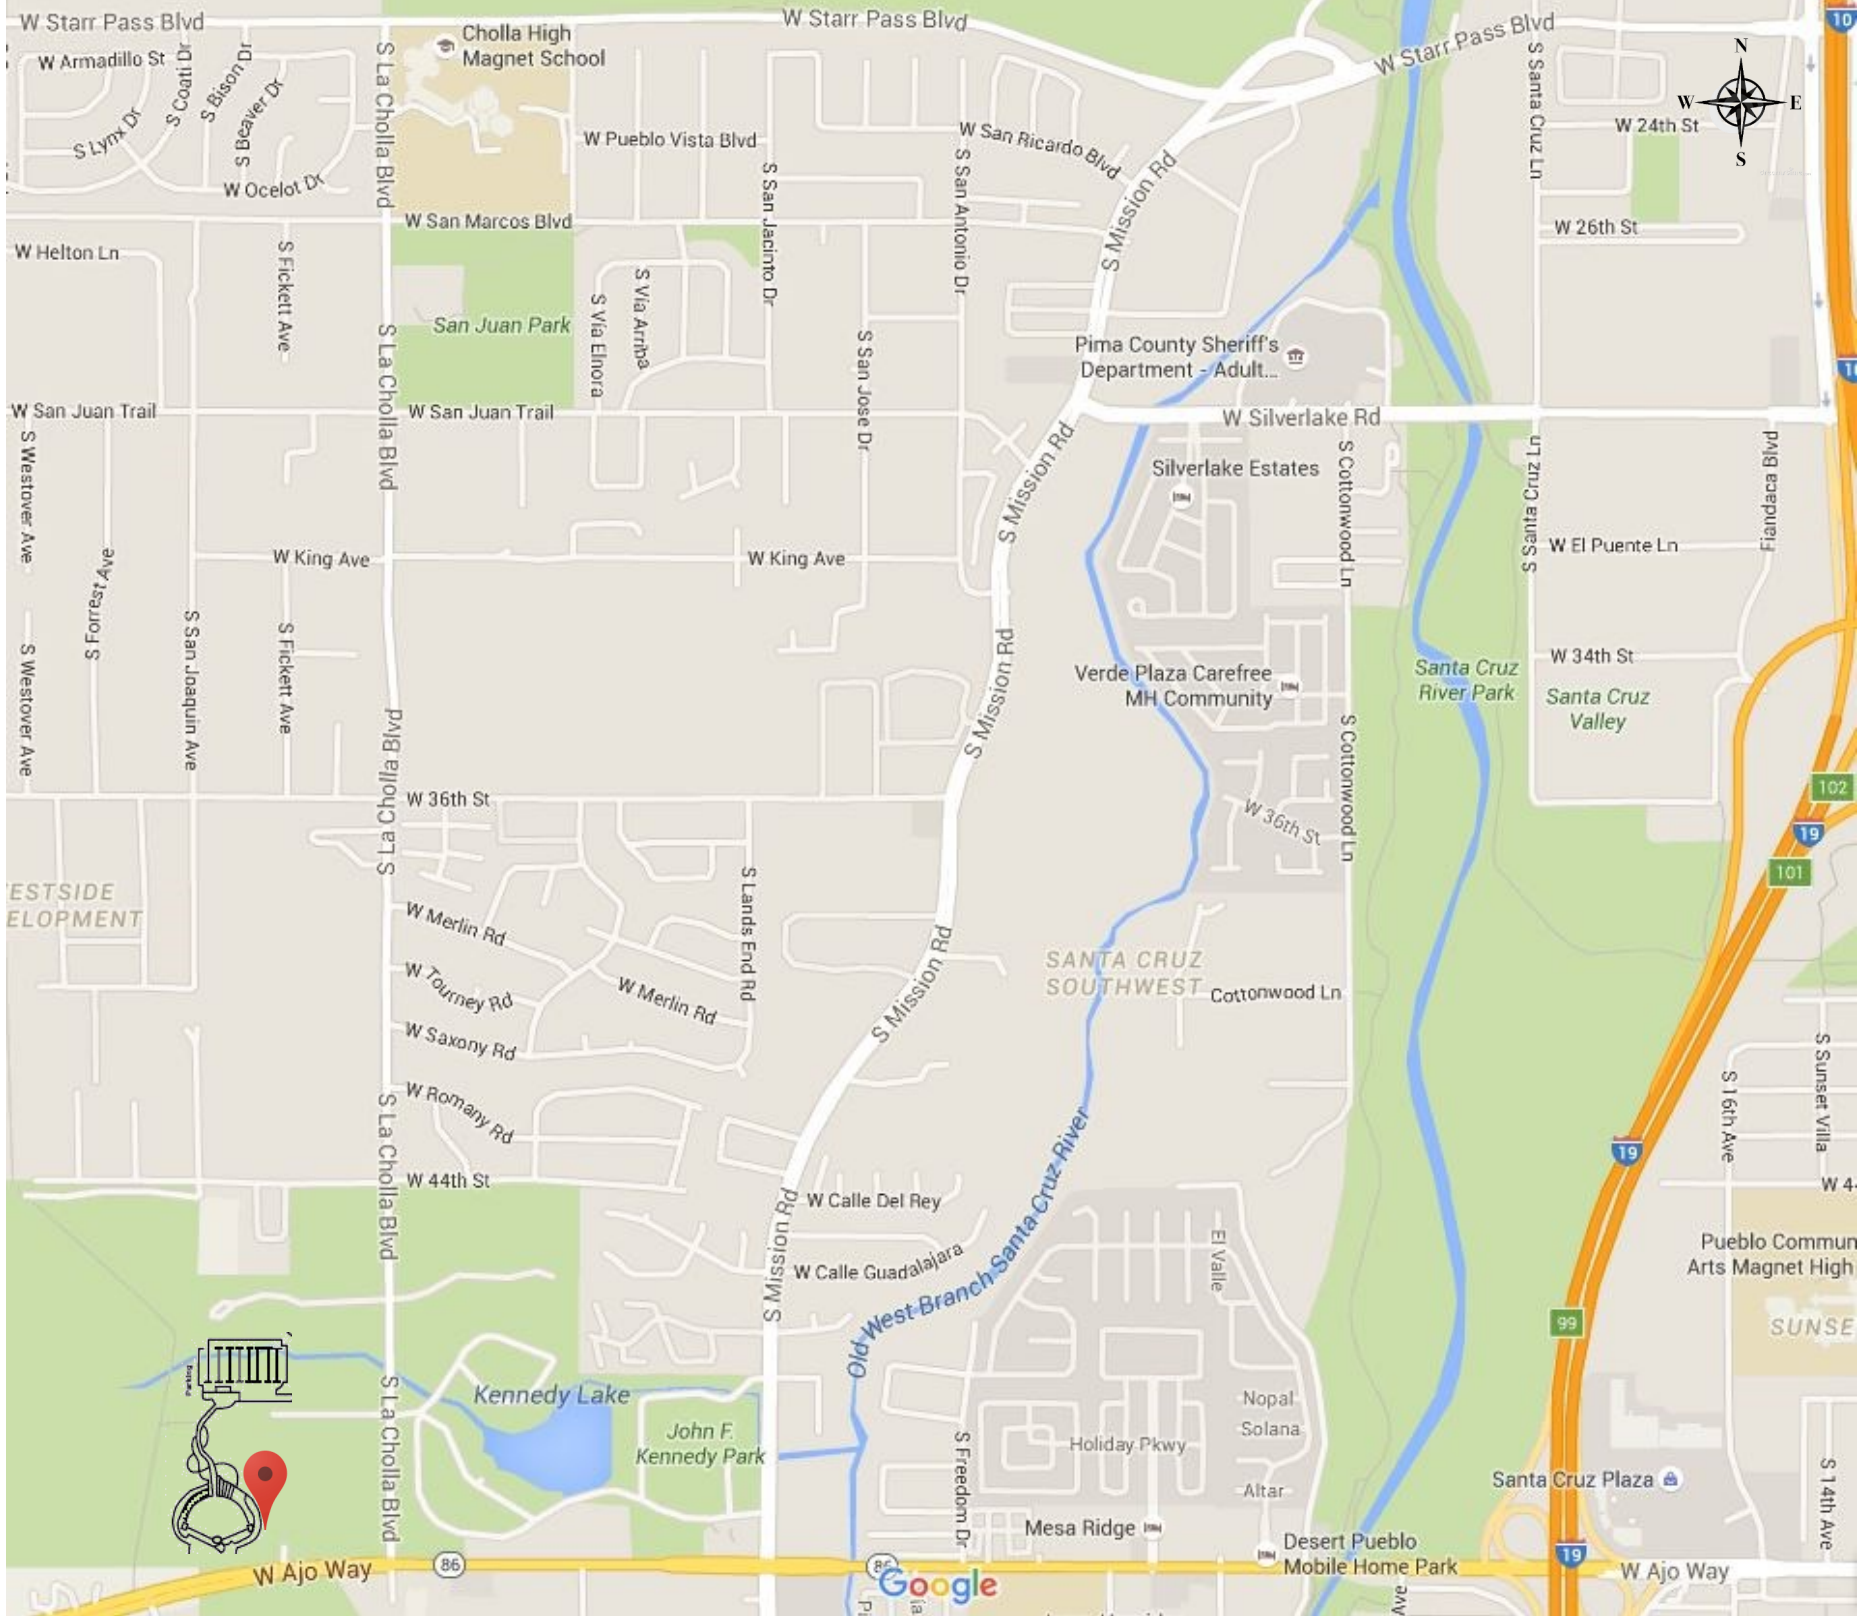 W Starr Pass Blvd
W Starr Pass Blvd
W Starr Pass Blvd
10
N
W
E
S
W Armadillo St
S Coati Dr
S Bison Dr
S Beaver Dr
S Lynx Dr
W Ocelot Dr
S La Cholla Blvd
Cholla High
Magnet School
W Pueblo Vista Blvd
W San Ricardo Blvd
S Mission Rd
S Santa Cruz Ln
W 24th St
W San Marcos Blvd
S San Jacinto Dr
S San Antonio Dr
W 26th St
W Helton Ln
S Fickett Ave
San Juan Park
S Vía Elnora
S Vía Arriba
S La Cholla Blvd
S San Jose Dr
Pima County Sheriff's
Department - Adult...
W San Juan Trail
W San Juan Trail
W Silverlake Rd
S Westover Ave
S Mission Rd
Silverlake Estates
S Cottonwood Ln
S Santa Cruz Ln
Fiandaca Blvd
W King Ave
W King Ave
W El Puente Ln
S Forrest Ave
S San Joaquin Ave
S Fickett Ave
S Westover Ave
S Mission Rd
Verde Plaza Carefree
MH Community
Santa Cruz
River Park
W 34th St
Santa Cruz
Valley
S La Cholla Blvd
S Cottonwood Ln
W 36th St
W 36th St
102
19
101
ESTSIDE
ELOPMENT
W Merlin Rd
S Lands End Rd
W Tourney Rd
W Merlin Rd
W Saxony Rd
S Mission Rd
SANTA CRUZ
SOUTHWEST
Cottonwood Ln
W Romany Rd
S La Cholla Blvd
S 16th Ave
S Sunset Villa
19
W 44th St
W 4
W Calle Del Rey
S Mission Rd
W Calle Guadalajara
Old West Branch Santa Cruz River
El Valle
Pueblo Commun
Arts Magnet High
99
SUNSE
Parking
Kennedy Lake
John F.
Kennedy Park
S La Cholla Blvd
S Freedom Dr
Nopal
Solana
Holiday Pkwy
Altar
Santa Cruz Plaza
S 14th Ave
Mesa Ridge
Desert Pueblo
Mobile Home Park
W Ajo Way
86
86
Google
19
W Ajo Way